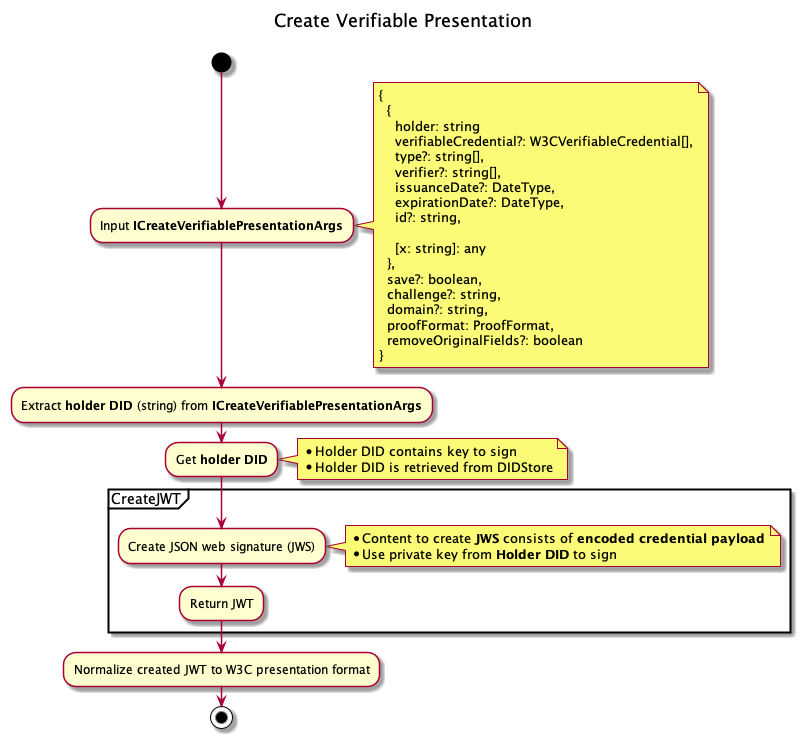 Create Verifiable Presentation
{
{
holder: string
verifiableCredential?: W3CVerifiableCredential[],
type?: string[],
verifier?: string[],
issuanceDate?: DateType,
expirationDate?: DateType,
id?: string,
[x: string]: any
},
save?: boolean,
challenge?: string,
domain?: string,
proofFormat: ProofFormat,
removeOriginalFields?: boolean
}
Input ICreateVerifiablePresentationArgs
Extract holder DID (string) from ICreateVerifiablePresentationArgs
Get holder DID
• Holder DID contains key to sign
• Holder DID is retrieved from DIDStore
CreateJWT
Create JSON web signature (JWS)
• Content to create JWS consists of encoded credential payload
• Use private key from Holder DID to sign
Return JWT
Normalize created JWT to W3C presentation format